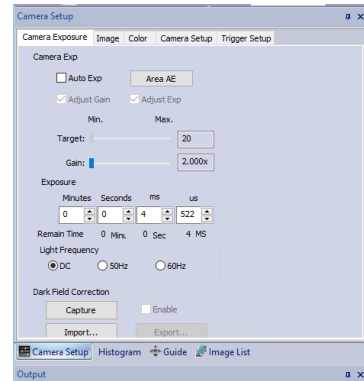 Camera Setup
Camera Exposure Image Color Camera Setup Trigger Setup
Camera Exp
Auto Exp Area AE
Adjust Gain Adjust Exp
Min. Max.
Target: 20
Gain: 2.000x
Exposure
Minutes Seconds ms us
0 0 4 522
Remain Time 0 Minu 0 Sec 4 MS
Light Frequency
DC 50Hz 60Hz
Dark Field Correction
Capture Enable
Import... Export...
Camera Setup Histogram Guide Image List
Output